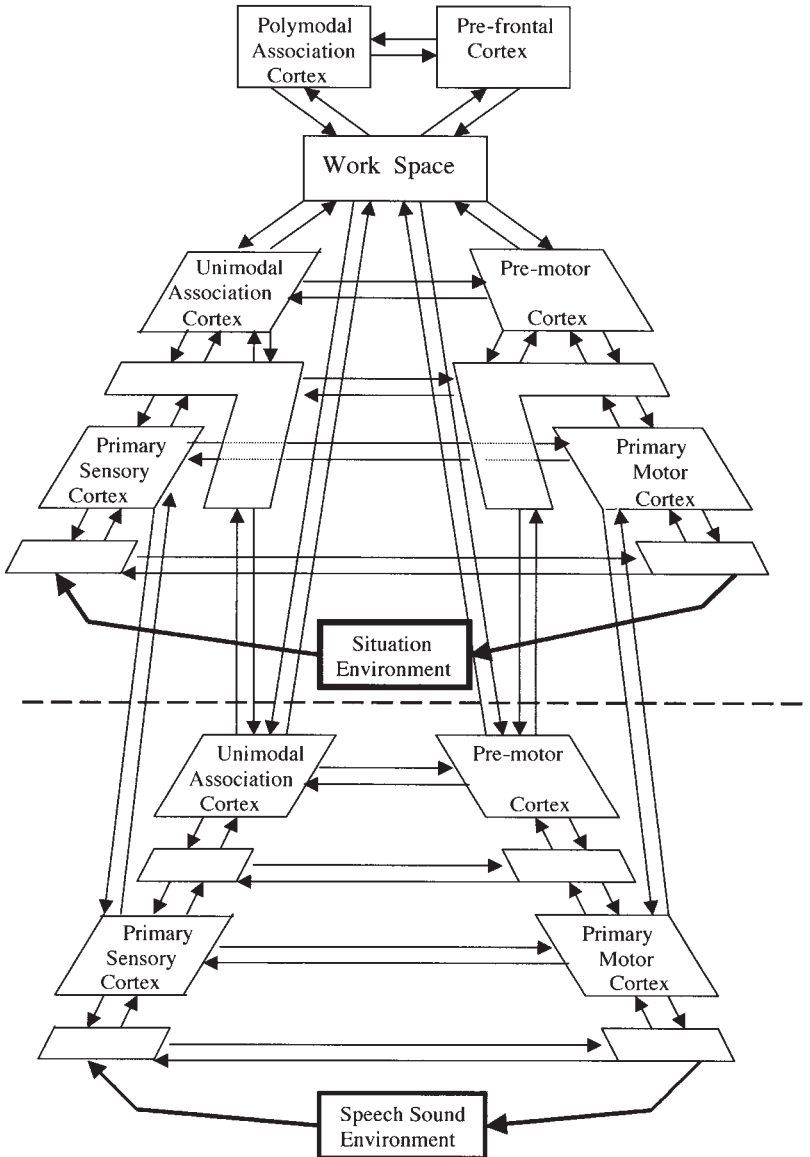 Polymodal
Association
Cortex
Pre-frontal
Cortex
Work Space
Unimodal
Association
Cortex
Pre-motor
Cortex
Primary
Sensory
Cortex
Primary
Motor
Cortex
Situation
Environment
Unimodal
Association
Cortex
Pre-motor
Cortex
Primary
Sensory
Cortex
Primary
Motor
Cortex
Speech Sound
Environment